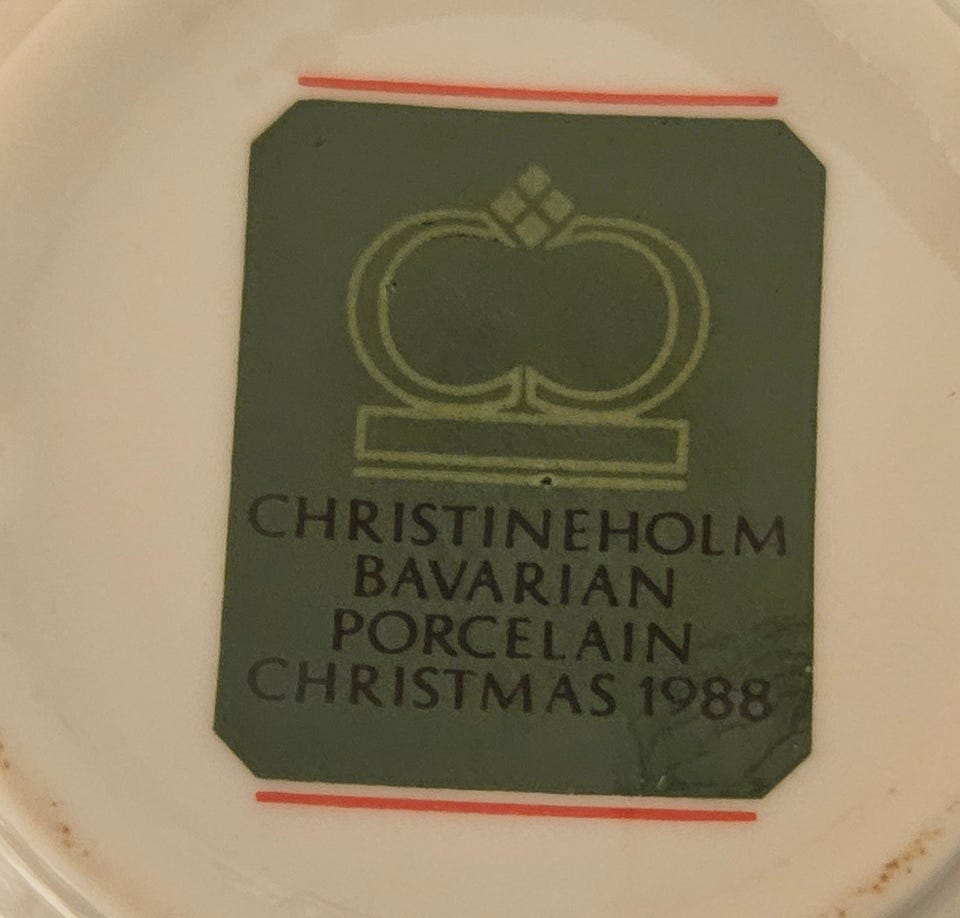 CHRISTINEHOLM
BAVARIAN
PORCELAIN
CHRISTMAS 1988